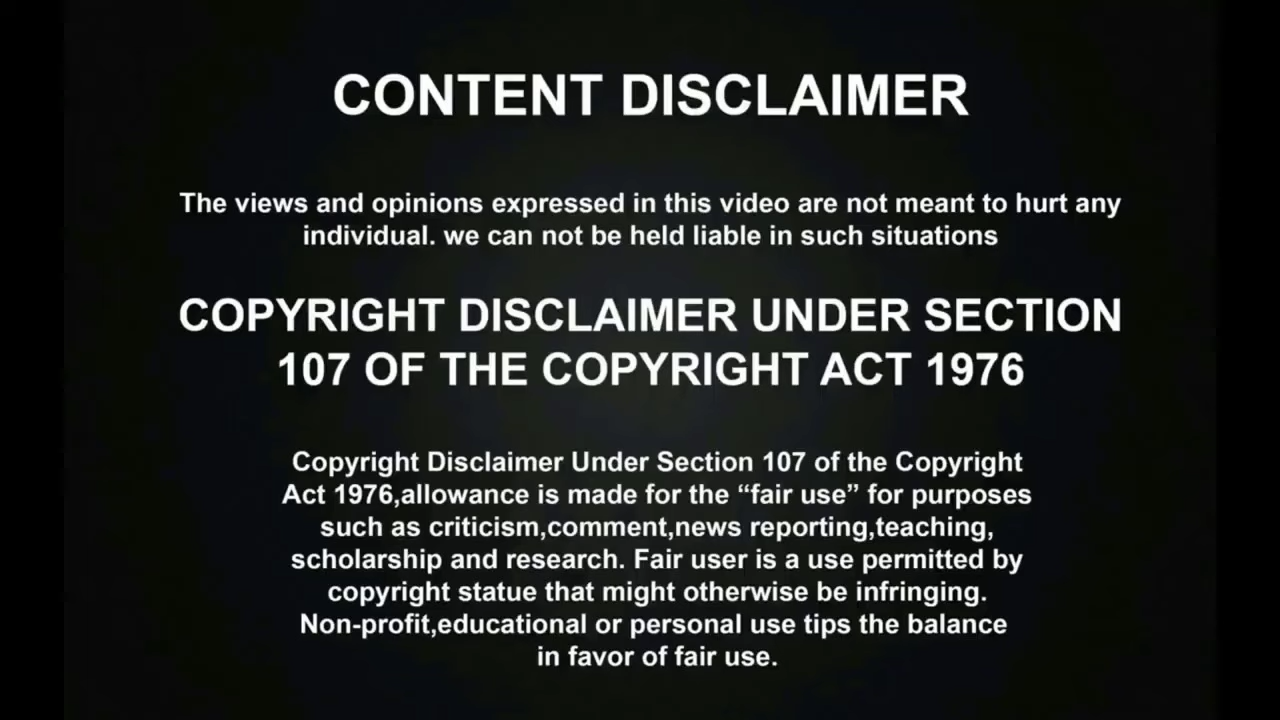 CONTENT DISCLAIMER
The views and opinions expressed in this video are not meant to hurt any
individual. we can not be held liable in such situations
COPYRIGHT DISCLAIMER UNDER SECTION
107 OF THE COPYRIGHT ACT 1976
Copyright Disclaimer Under Section 107 of the Copyright
Act 1976,allowance is made for the “fair use” for purposes
such as criticism,comment,news reporting,teaching,
scholarship and research. Fair user is a use permitted by
copyright statue that might otherwise be infringing.
Non-profit,educational or personal use tips the balance
in favor of fair use.